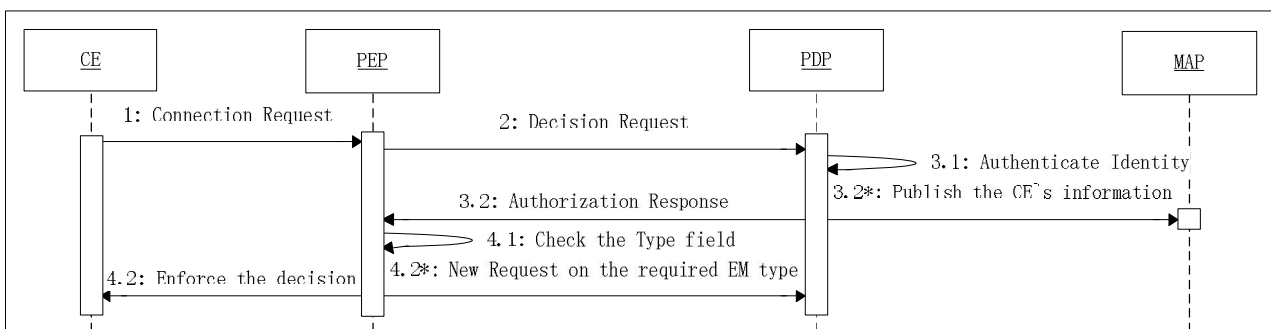 CE
PEP
PDP
MAP
1: Connection Request
2: Decision Request
3.1: Authenticate Identity
3.2*: Publish the CE`s information
3.2: Authorization Response
4.1: Check the Type field
4.2: Enforce the decision
4.2*: New Request on the required EM type